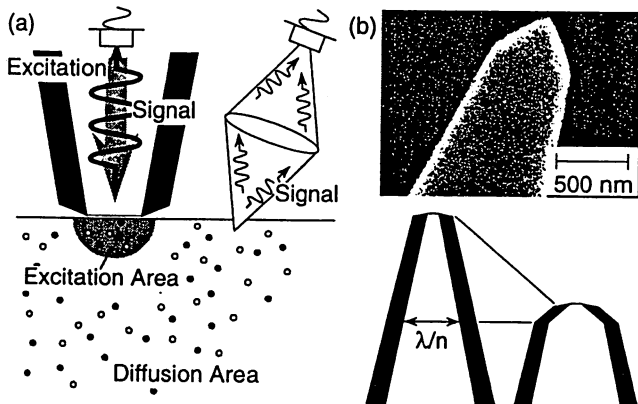 (a)
Excitation
Signal
Signal
Excitation Area
Diffusion Area
(b)
500 nm
λ/n